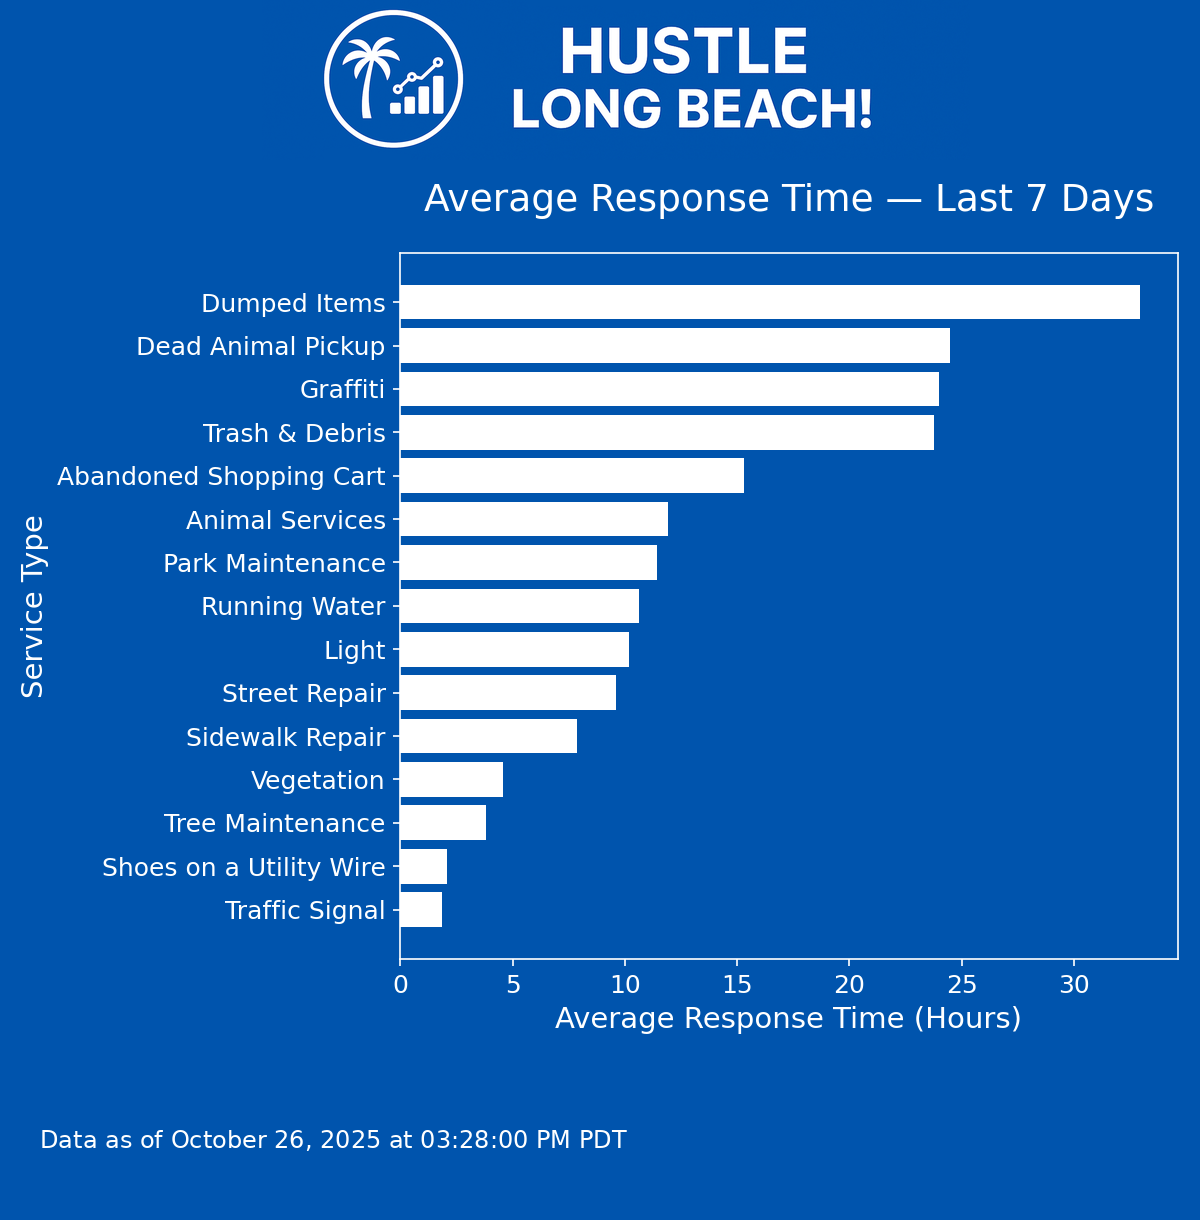 HUSTLE
LONG BEACH!
Average Response Time — Last 7 Days
Service Type
Dumped Items
Dead Animal Pickup
Graffiti
Trash & Debris
Abandoned Shopping Cart
Animal Services
Park Maintenance
Running Water
Light
Street Repair
Sidewalk Repair
Vegetation
Tree Maintenance
Shoes on a Utility Wire
Traffic Signal
0 5 10 15 20 25 30
Average Response Time (Hours)
Data as of October 26, 2025 at 03:28:00 PM PDT